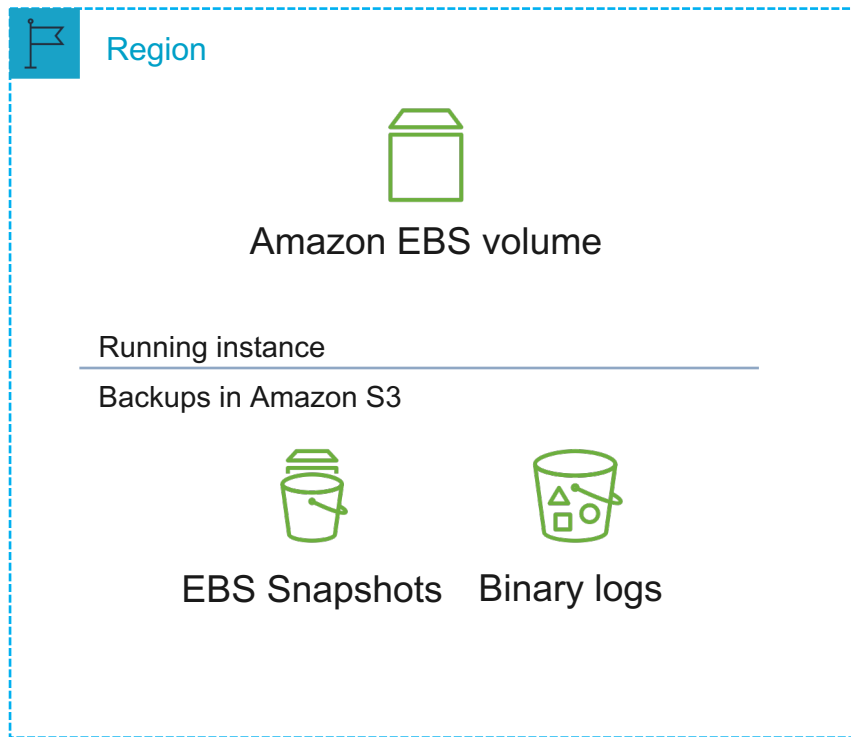 Region
Amazon EBS volume
Running instance
Backups in Amazon S3
EBS Snapshots
Binary logs